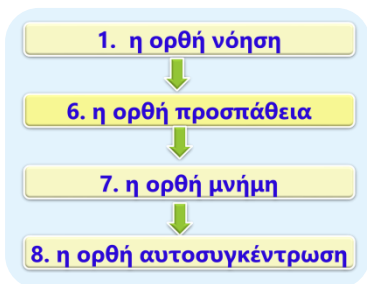 1. η ορθή νόηση
6. η ορθή προσπάθεια
7. η ορθή μνήμη
8. η ορθή αυτοσυγκέντρωση